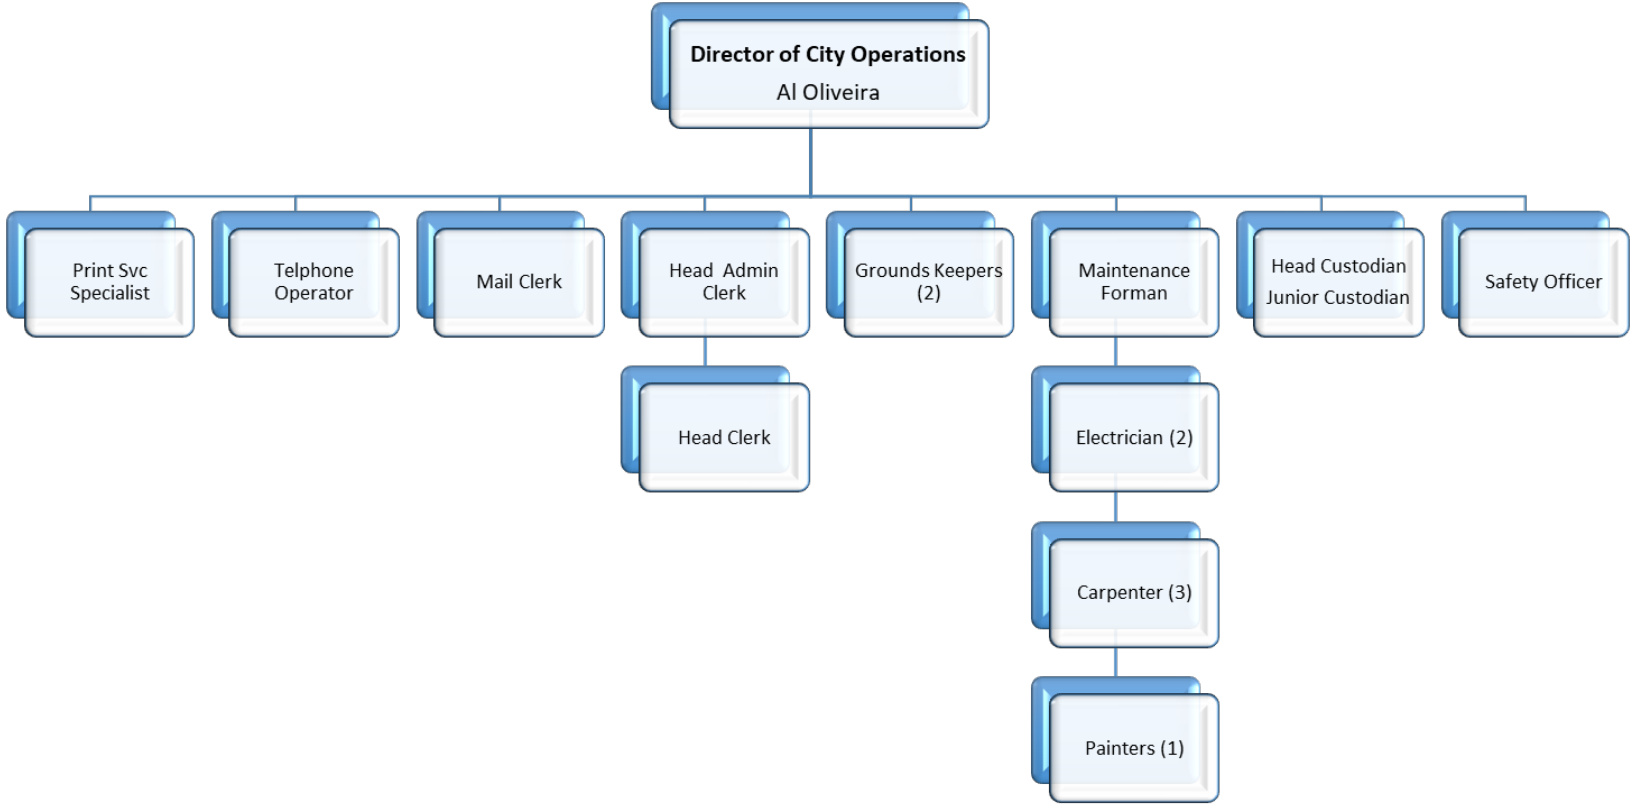 Director of City Operations
Al Oliveira
Print Svc
Specialist
Telphone
Operator
Mail Clerk
Head Admin
Clerk
Grounds Keepers
(2)
Maintenance
Forman
Head Custodian
Junior Custodian
Safety Officer
Head Clerk
Electrician (2)
Carpenter (3)
Painters (1)